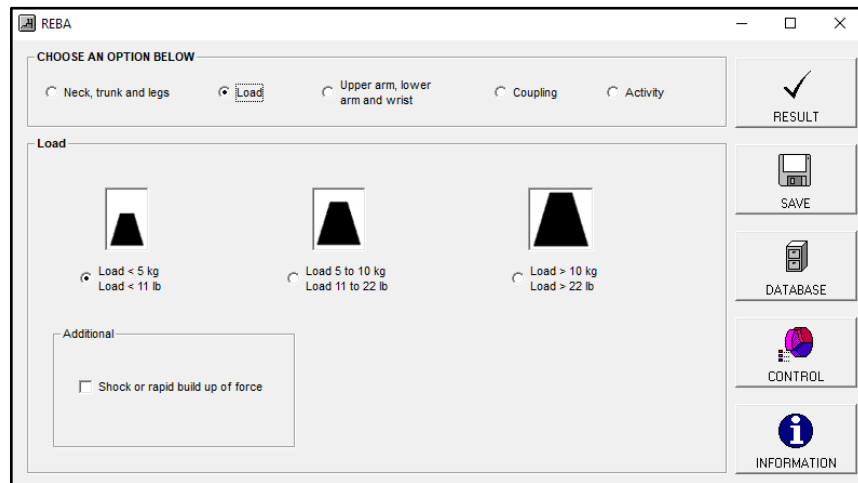 REBA
CHOOSE AN OPTION BELOW
Neck, trunk and legs
Load
Upper arm, lower
arm and wrist
Coupling
Activity
Load
Load < 5 kg
Load < 11 lb
Load 5 to 10 kg
Load 11 to 22 lb
Load > 10 kg
Load > 22 lb
Additional
Shock or rapid build up of force
RESULT
SAVE
DATABASE
CONTROL
INFORMATION